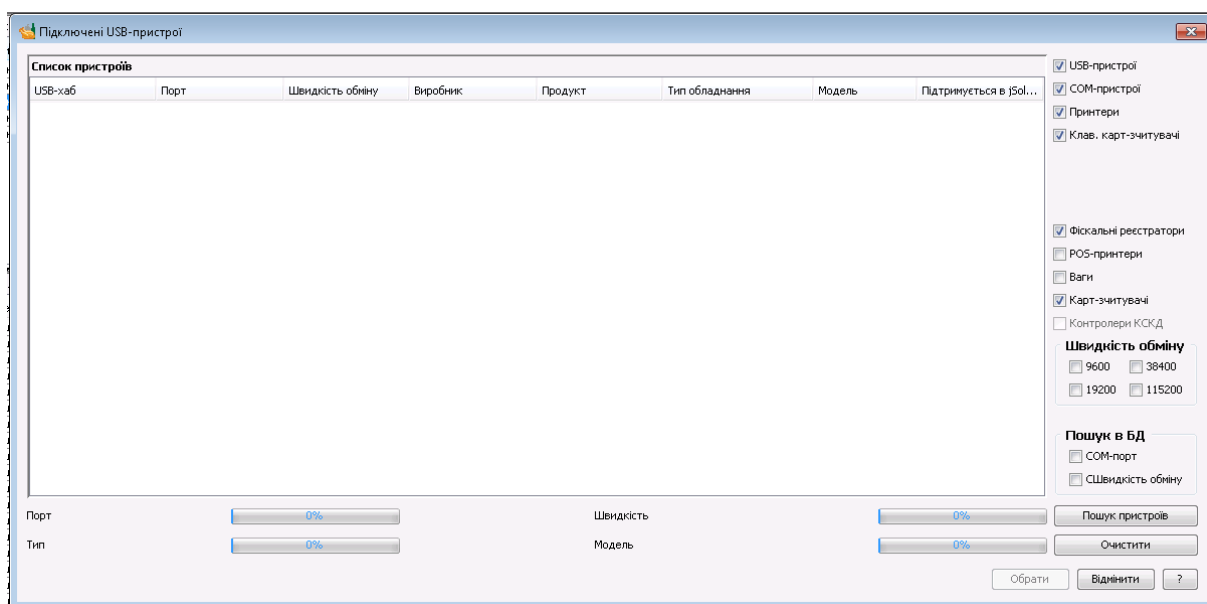 Підключені USB-пристрої
Список пристроїв
USB-хаб Порт Швидкість обміну Виробник Продукт Тип обладнання Модель Підтримується в jSol...
USB-пристрої
COM-пристрої
Принтери
Клав. карт-зчитувачі
Фіскальні реєстратори
POS-принтери
Ваги
Карт-зчитувачі
Контролери КСКД
Швидкість обміну
9600 38400
19200 115200
Пошук в БД
COM-порт
СШвидкість обміну
Порт 0% Швидкість 0% Пошук пристроїв
Тип 0% Модель 0% Очистити
Обрати Відмінити ?